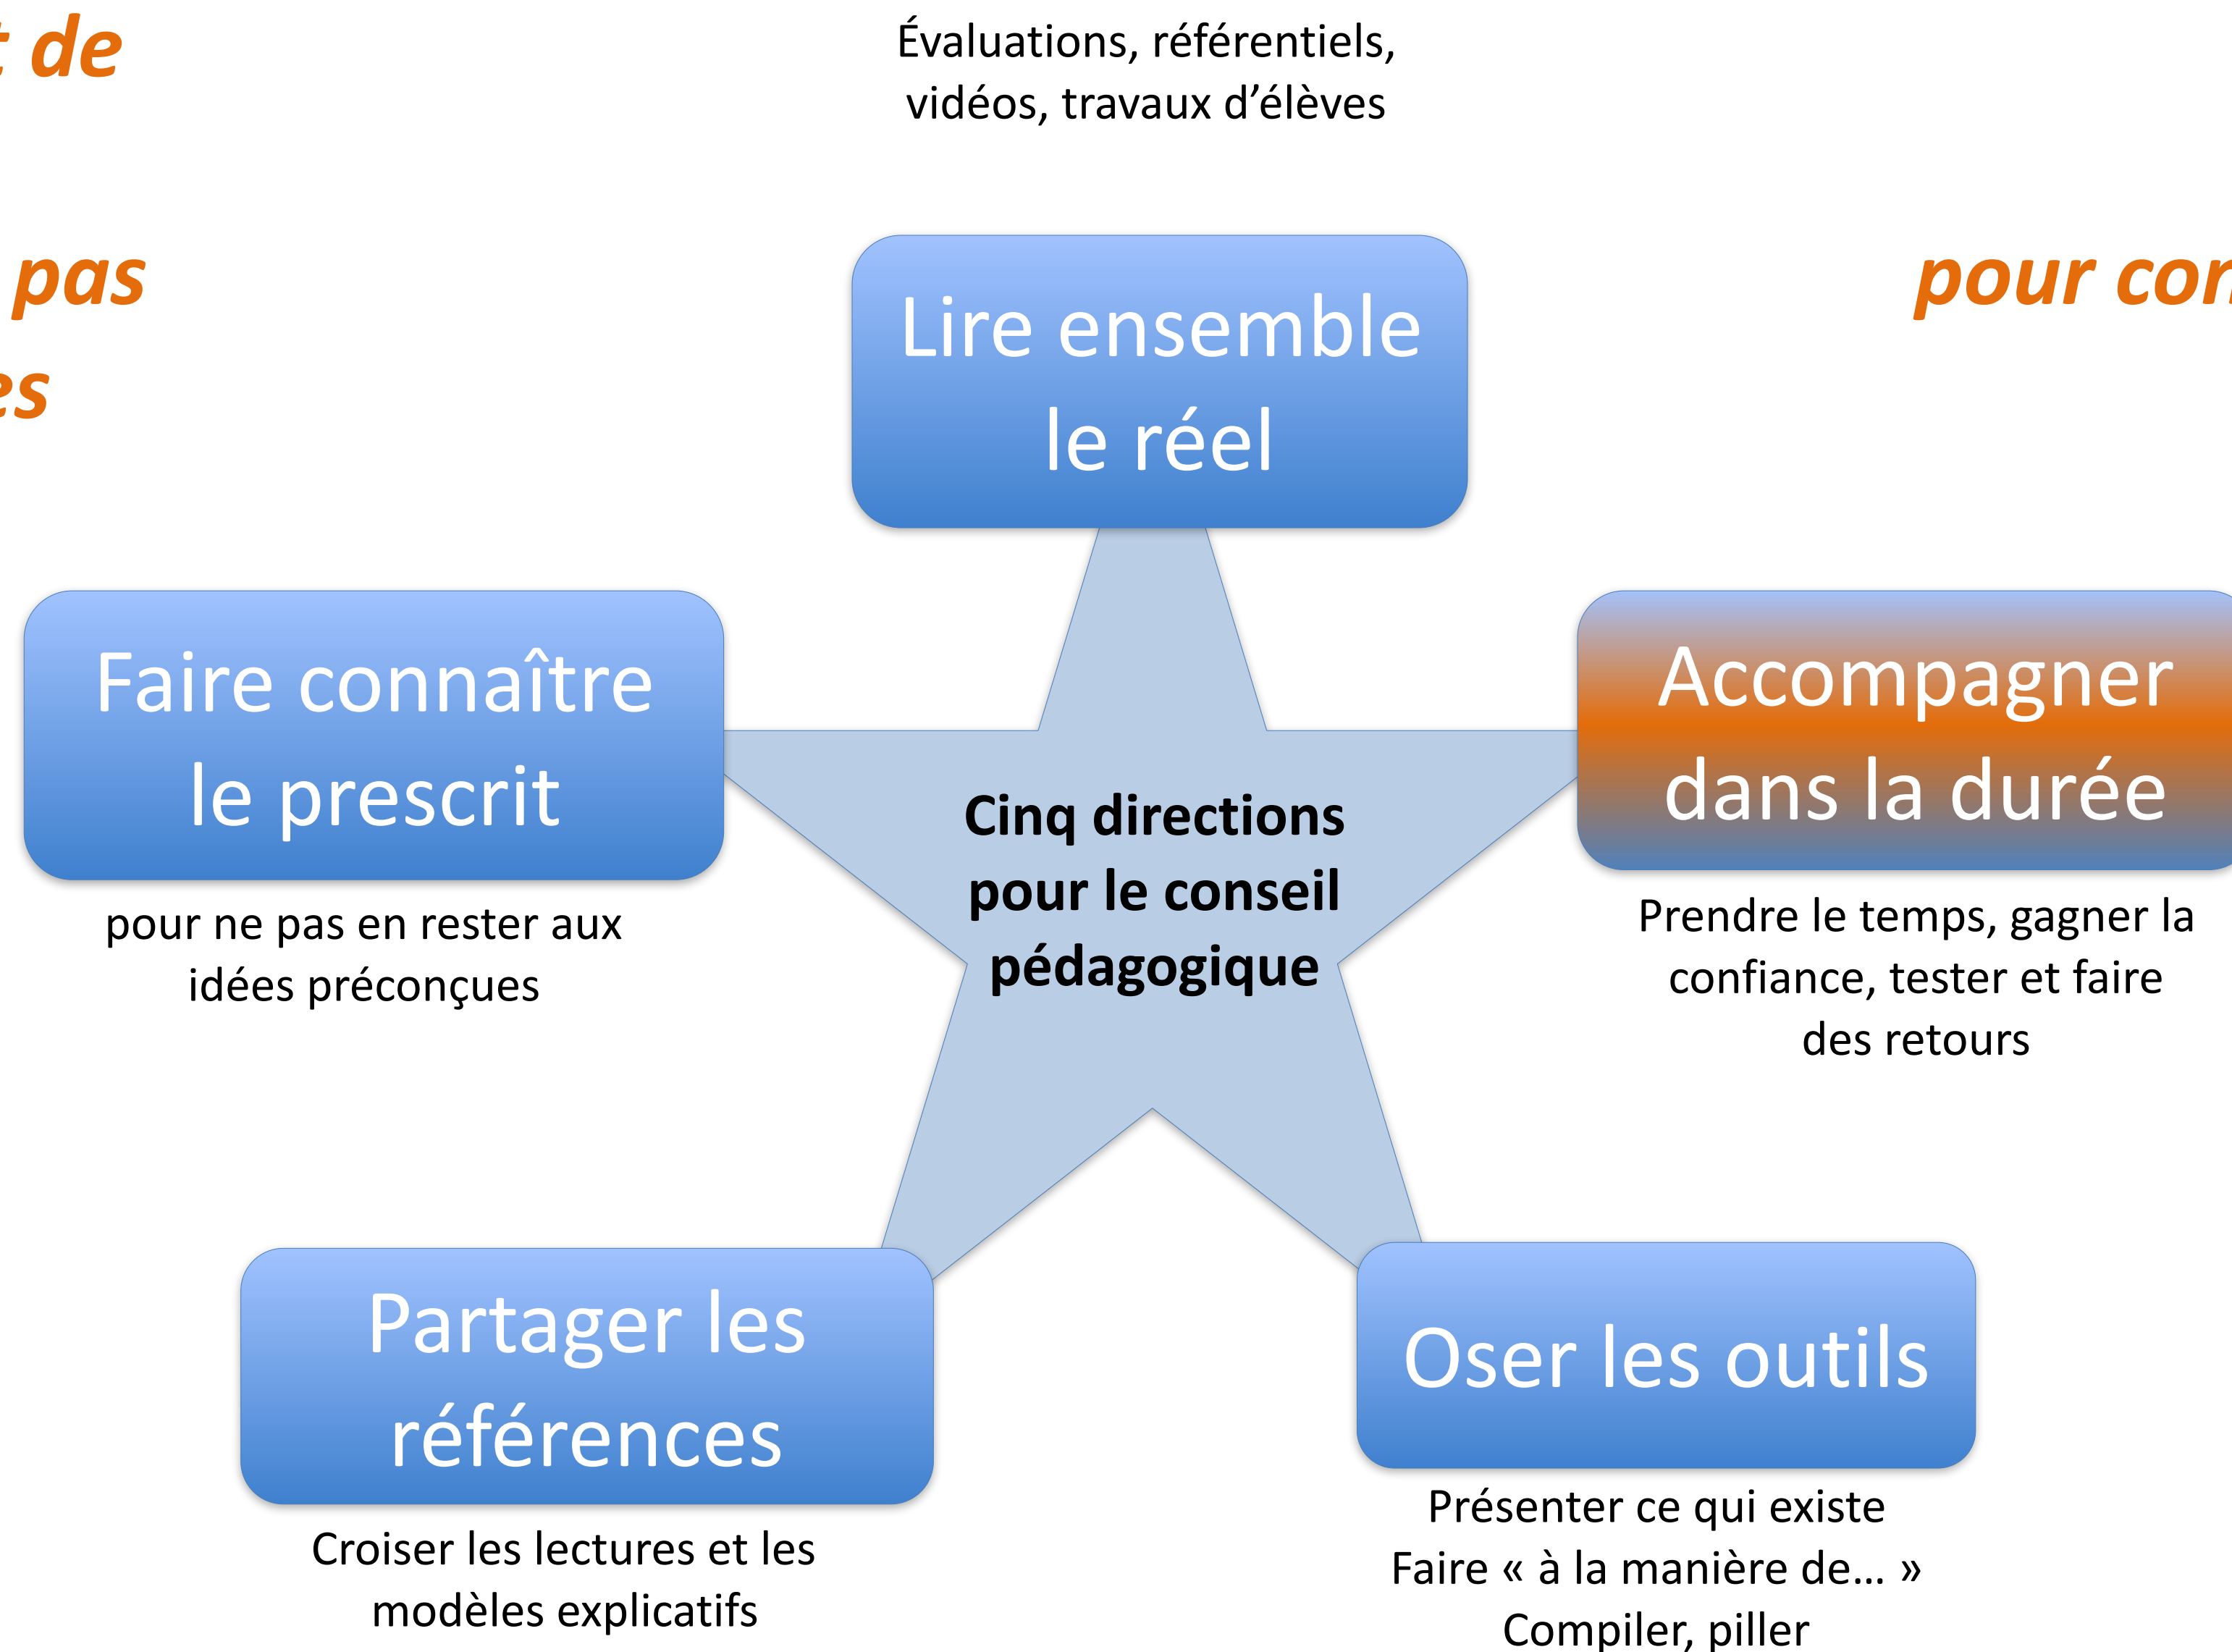 t de
Évaluations, référentiels,
vidéos, travaux d’élèves
pas
es
pour con
Lire ensemble
le réel
Faire connaître
le prescrit
pour ne pas en rester aux
idées préconçues
Accompagner
dans la durée
Prendre le temps, gagner la
confiance, tester et faire
des retours
Cinq directions
pour le conseil
pédagogique
Partager les
références
Croiser les lectures et les
modèles explicatifs
Oser les outils
Présenter ce qui existe
Faire « à la manière de... »
Compiler, piller